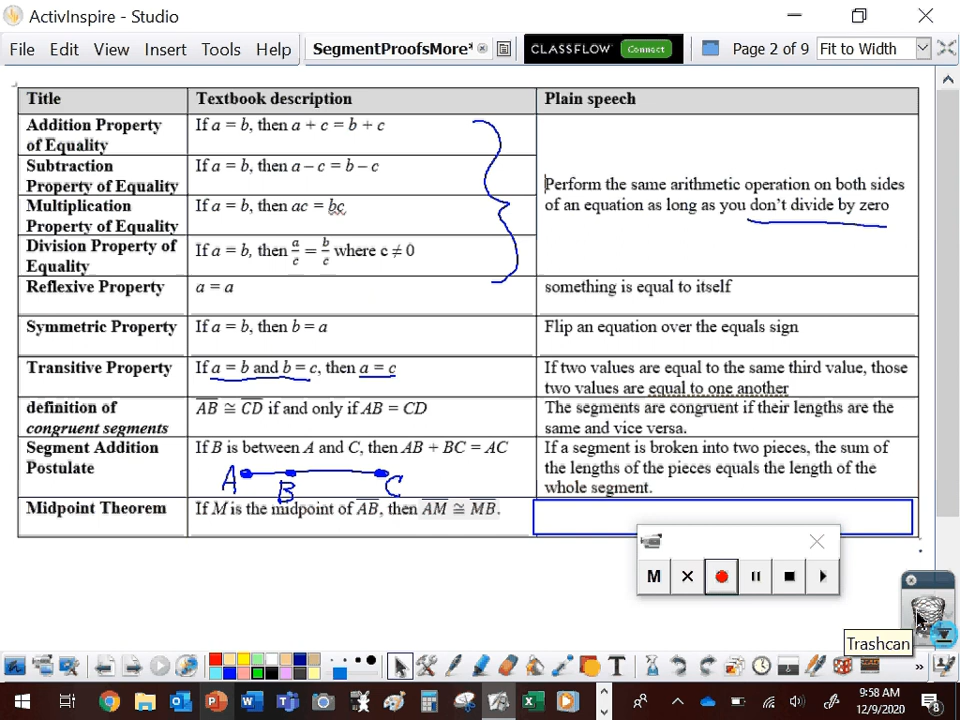 ActivInspire - Studio
File Edit View Insert Tools Help SegmentProofsMore* CLASSFLOW Connect Page 2 of 9 Fit to Width
Title Textbook description Plain speech
Addition Property
of Equality
If a = b, then a + c = b + c
Subtraction
Property of Equality
If a = b, then a – c = b – c
Multiplication
Property of Equality
If a = b, then ac = bc
Division Property of
Equality
If a = b, then a/c = b/c where c ≠ 0
Perform the same arithmetic operation on both sides
of an equation as long as you don't divide by zero
Reflexive Property a = a something is equal to itself
Symmetric Property If a = b, then b = a Flip an equation over the equals sign
Transitive Property If a = b and b = c, then a = c If two values are equal to the same third value, those
two values are equal to one another
definition of
congruent segments
A̅B̅ ≅ C̅D̅ if and only if AB = CD
The segments are congruent if their lengths are the
same and vice versa.
Segment Addition
Postulate
If B is between A and C, then AB + BC = AC
A B C
If a segment is broken into two pieces, the sum of
the lengths of the pieces equals the length of the
whole segment.
Midpoint Theorem If M is the midpoint of A̅B̅, then A̅M̅ ≅ M̅B̅.
M
Trashcan
9:58 AM
12/9/2020
8